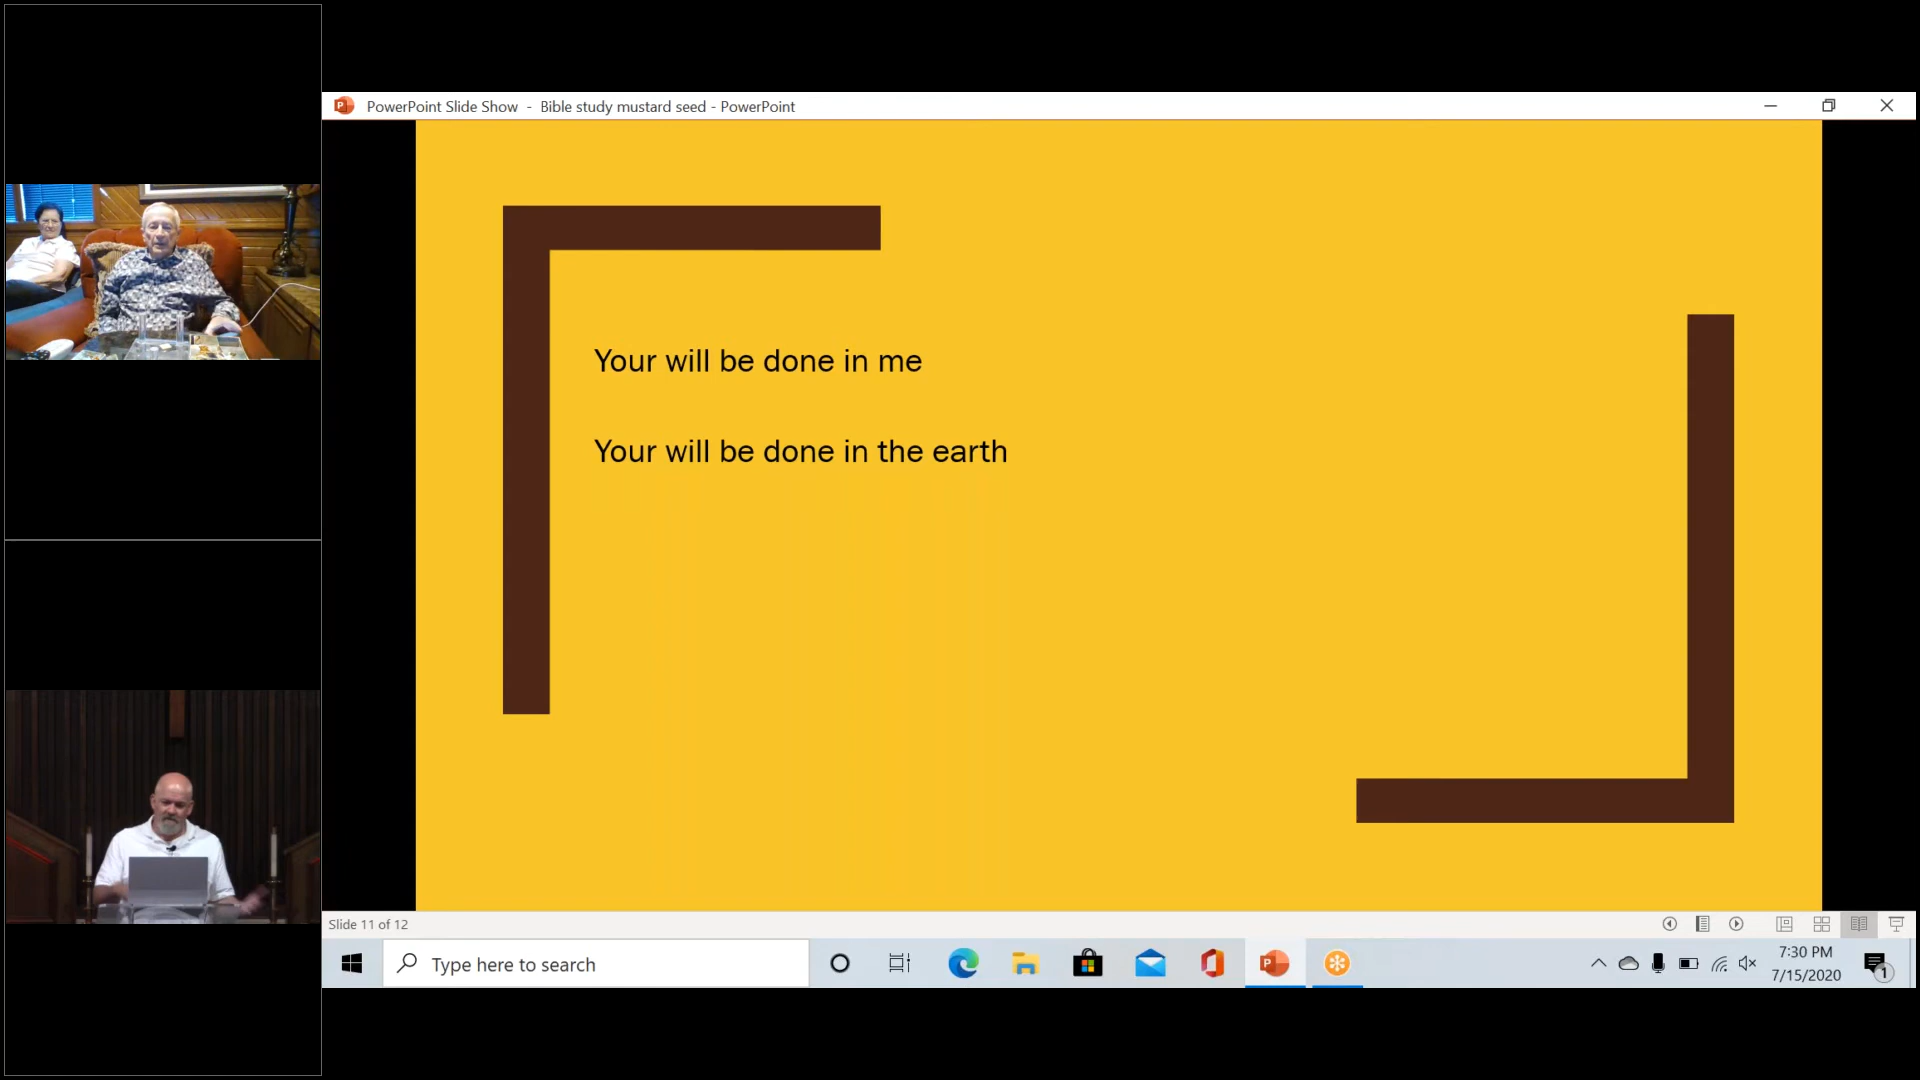 PowerPoint Slide Show - Bible study mustard seed - PowerPoint
Your will be done in me
Your will be done in the earth
Slide 11 of 12
Type here to search
7:30 PM
7/15/2020
1